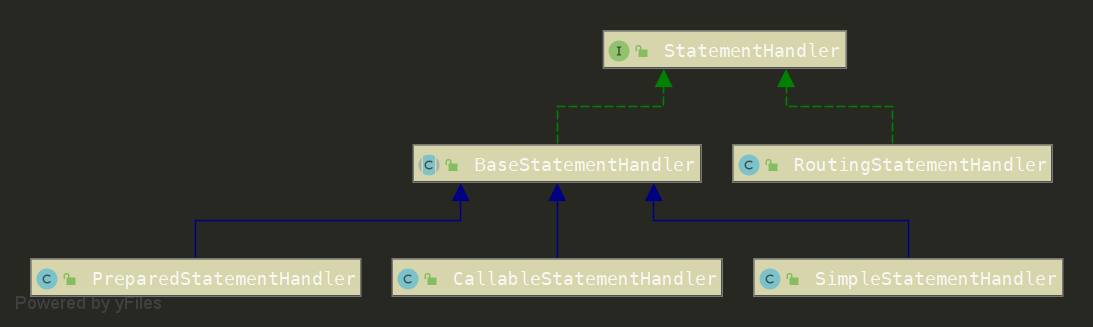 I StatementHandler
C BaseStatementHandler
C RoutingStatementHandler
C PreparedStatementHandler
C CallableStatementHandler
C SimpleStatementHandler
Powered by yFiles